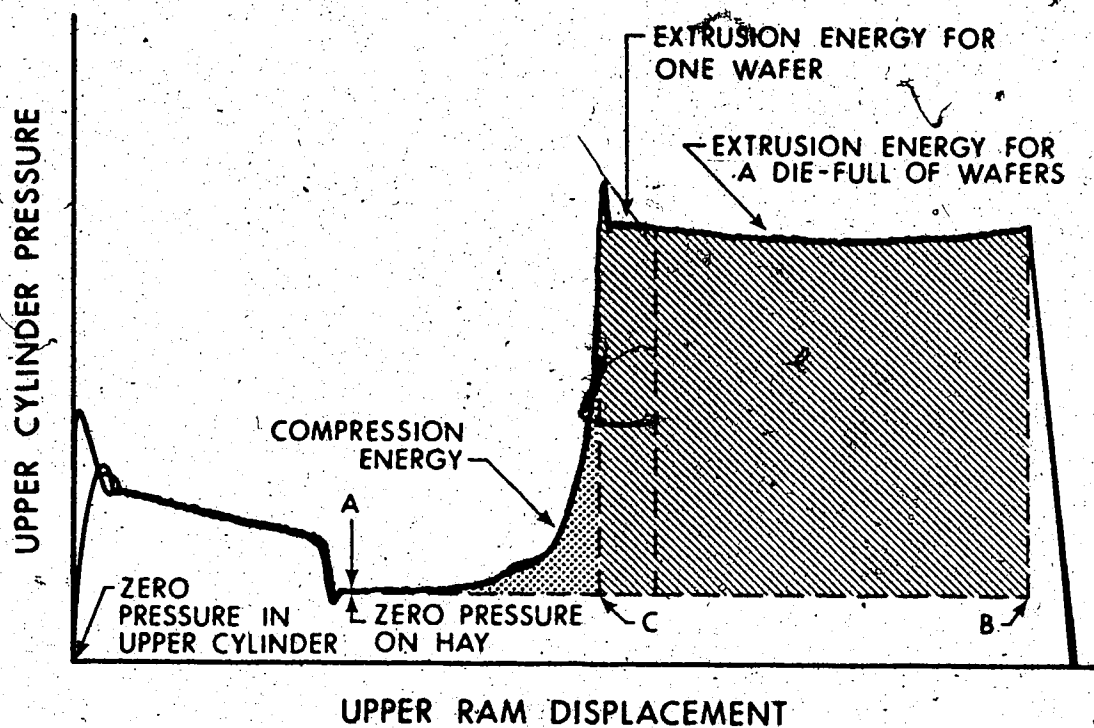 EXTRUSION ENERGY FOR
ONE WAFER
EXTRUSION ENERGY FOR
A DIE-FULL OF WAFERS
UPPER CYLINDER PRESSURE
COMPRESSION
ENERGY
A
ZERO
PRESSURE IN
UPPER CYLINDER
ZERO PRESSURE
ON HAY
C
B
UPPER RAM DISPLACEMENT